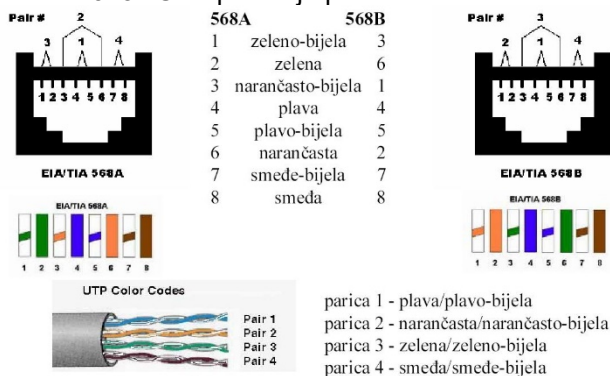 Pair #
2
3 1 4
1 2 3 4 5 6 7 8
EIA/TIA 568A
568A 568B
1 zeleno-bijela 3
2 zelena 6
3 narančasto-bijela 1
4 plava 4
5 plavo-bijela 5
6 narančasta 2
7 smeđe-bijela 7
8 smeđa 8
Pair #
3
2 1 4
1 2 3 4 5 6 7 8
EIA/TIA 568B
EIA/TIA 568A
1 2 3 4 5 6 7 8
EIA/TIA 568B
1 2 3 4 5 6 7 8
UTP Color Codes
Pair 1
Pair 2
Pair 3
Pair 4
parica 1 - plava/plavo-bijela
parica 2 - narančasta/narančasto-bijela
parica 3 - zelena/zeleno-bijela
parica 4 - smeđa/smeđe-bijela